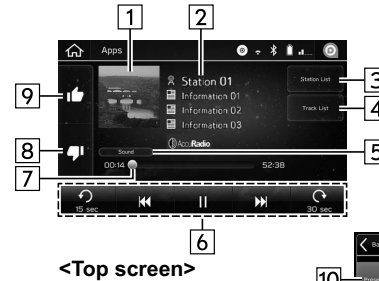 1 2
Apps
Station 01
Information 01
Information 02
Information 03
AccuRadio
Station List
Track List
3
4
9
8
7
Sound
5
00:14 52:38
15 sec 30 sec
6
<Top screen>
10